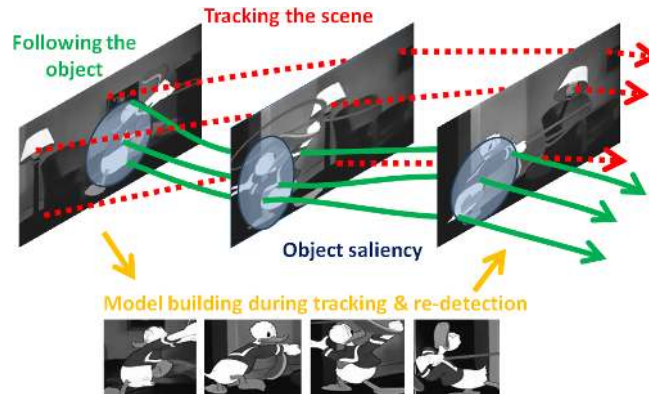 Tracking the scene
Following the
object
Object saliency
Model building during tracking & re-detection